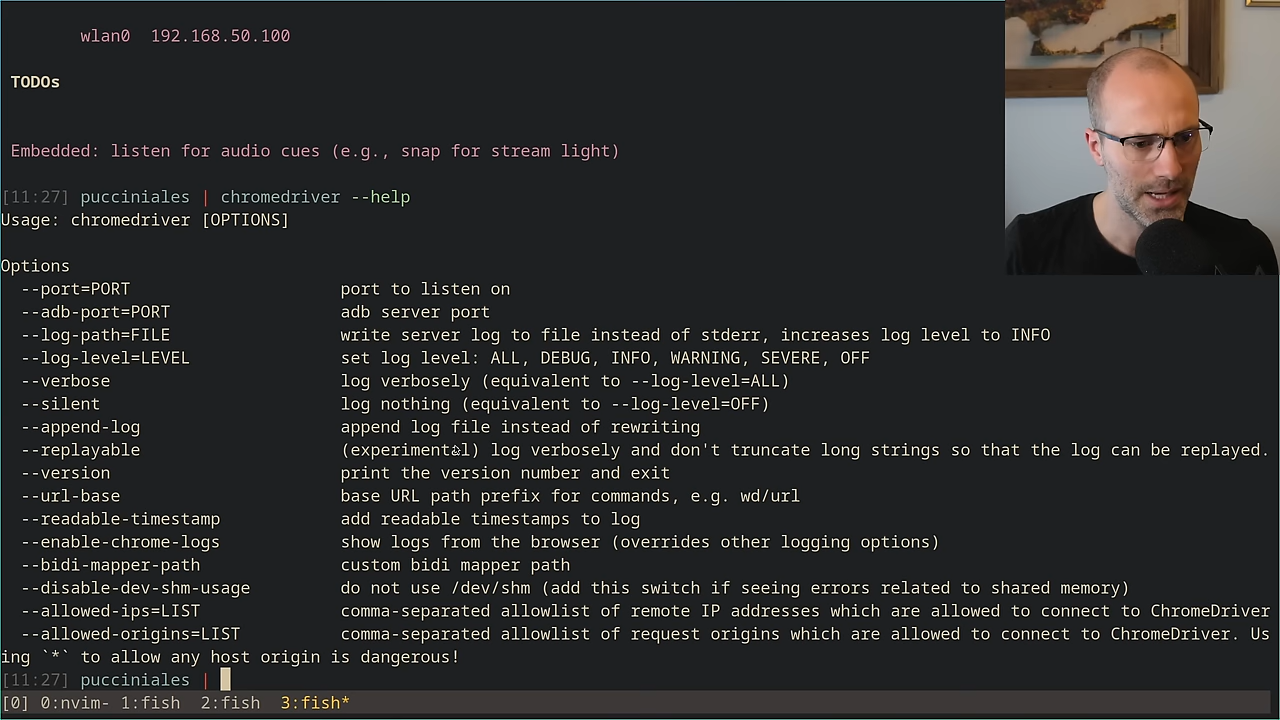 wlan0 192.168.50.100
TODOs
Embedded: listen for audio cues (e.g., snap for stream light)
[11:27] pucciniales | chromedriver --help
Usage: chromedriver [OPTIONS]
Options
--port=PORT port to listen on
--adb-port=PORT adb server port
--log-path=FILE write server log to file instead of stderr, increases log level to INFO
--log-level=LEVEL set log level: ALL, DEBUG, INFO, WARNING, SEVERE, OFF
--verbose log verbosely (equivalent to --log-level=ALL)
--silent log nothing (equivalent to --log-level=OFF)
--append-log append log file instead of rewriting
--replayable (experimental) log verbosely and don't truncate long strings so that the log can be replayed.
--version print the version number and exit
--url-base base URL path prefix for commands, e.g. wd/url
--readable-timestamp add readable timestamps to log
--enable-chrome-logs show logs from the browser (overrides other logging options)
--bidi-mapper-path custom bidi mapper path
--disable-dev-shm-usage do not use /dev/shm (add this switch if seeing errors related to shared memory)
--allowed-ips=LIST comma-separated allowlist of remote IP addresses which are allowed to connect to ChromeDriver
--allowed-origins=LIST comma-separated allowlist of request origins which are allowed to connect to ChromeDriver. Us
ing `*` to allow any host origin is dangerous!
[11:27] pucciniales |
[0] 0:nvim- 1:fish 2:fish 3:fish*